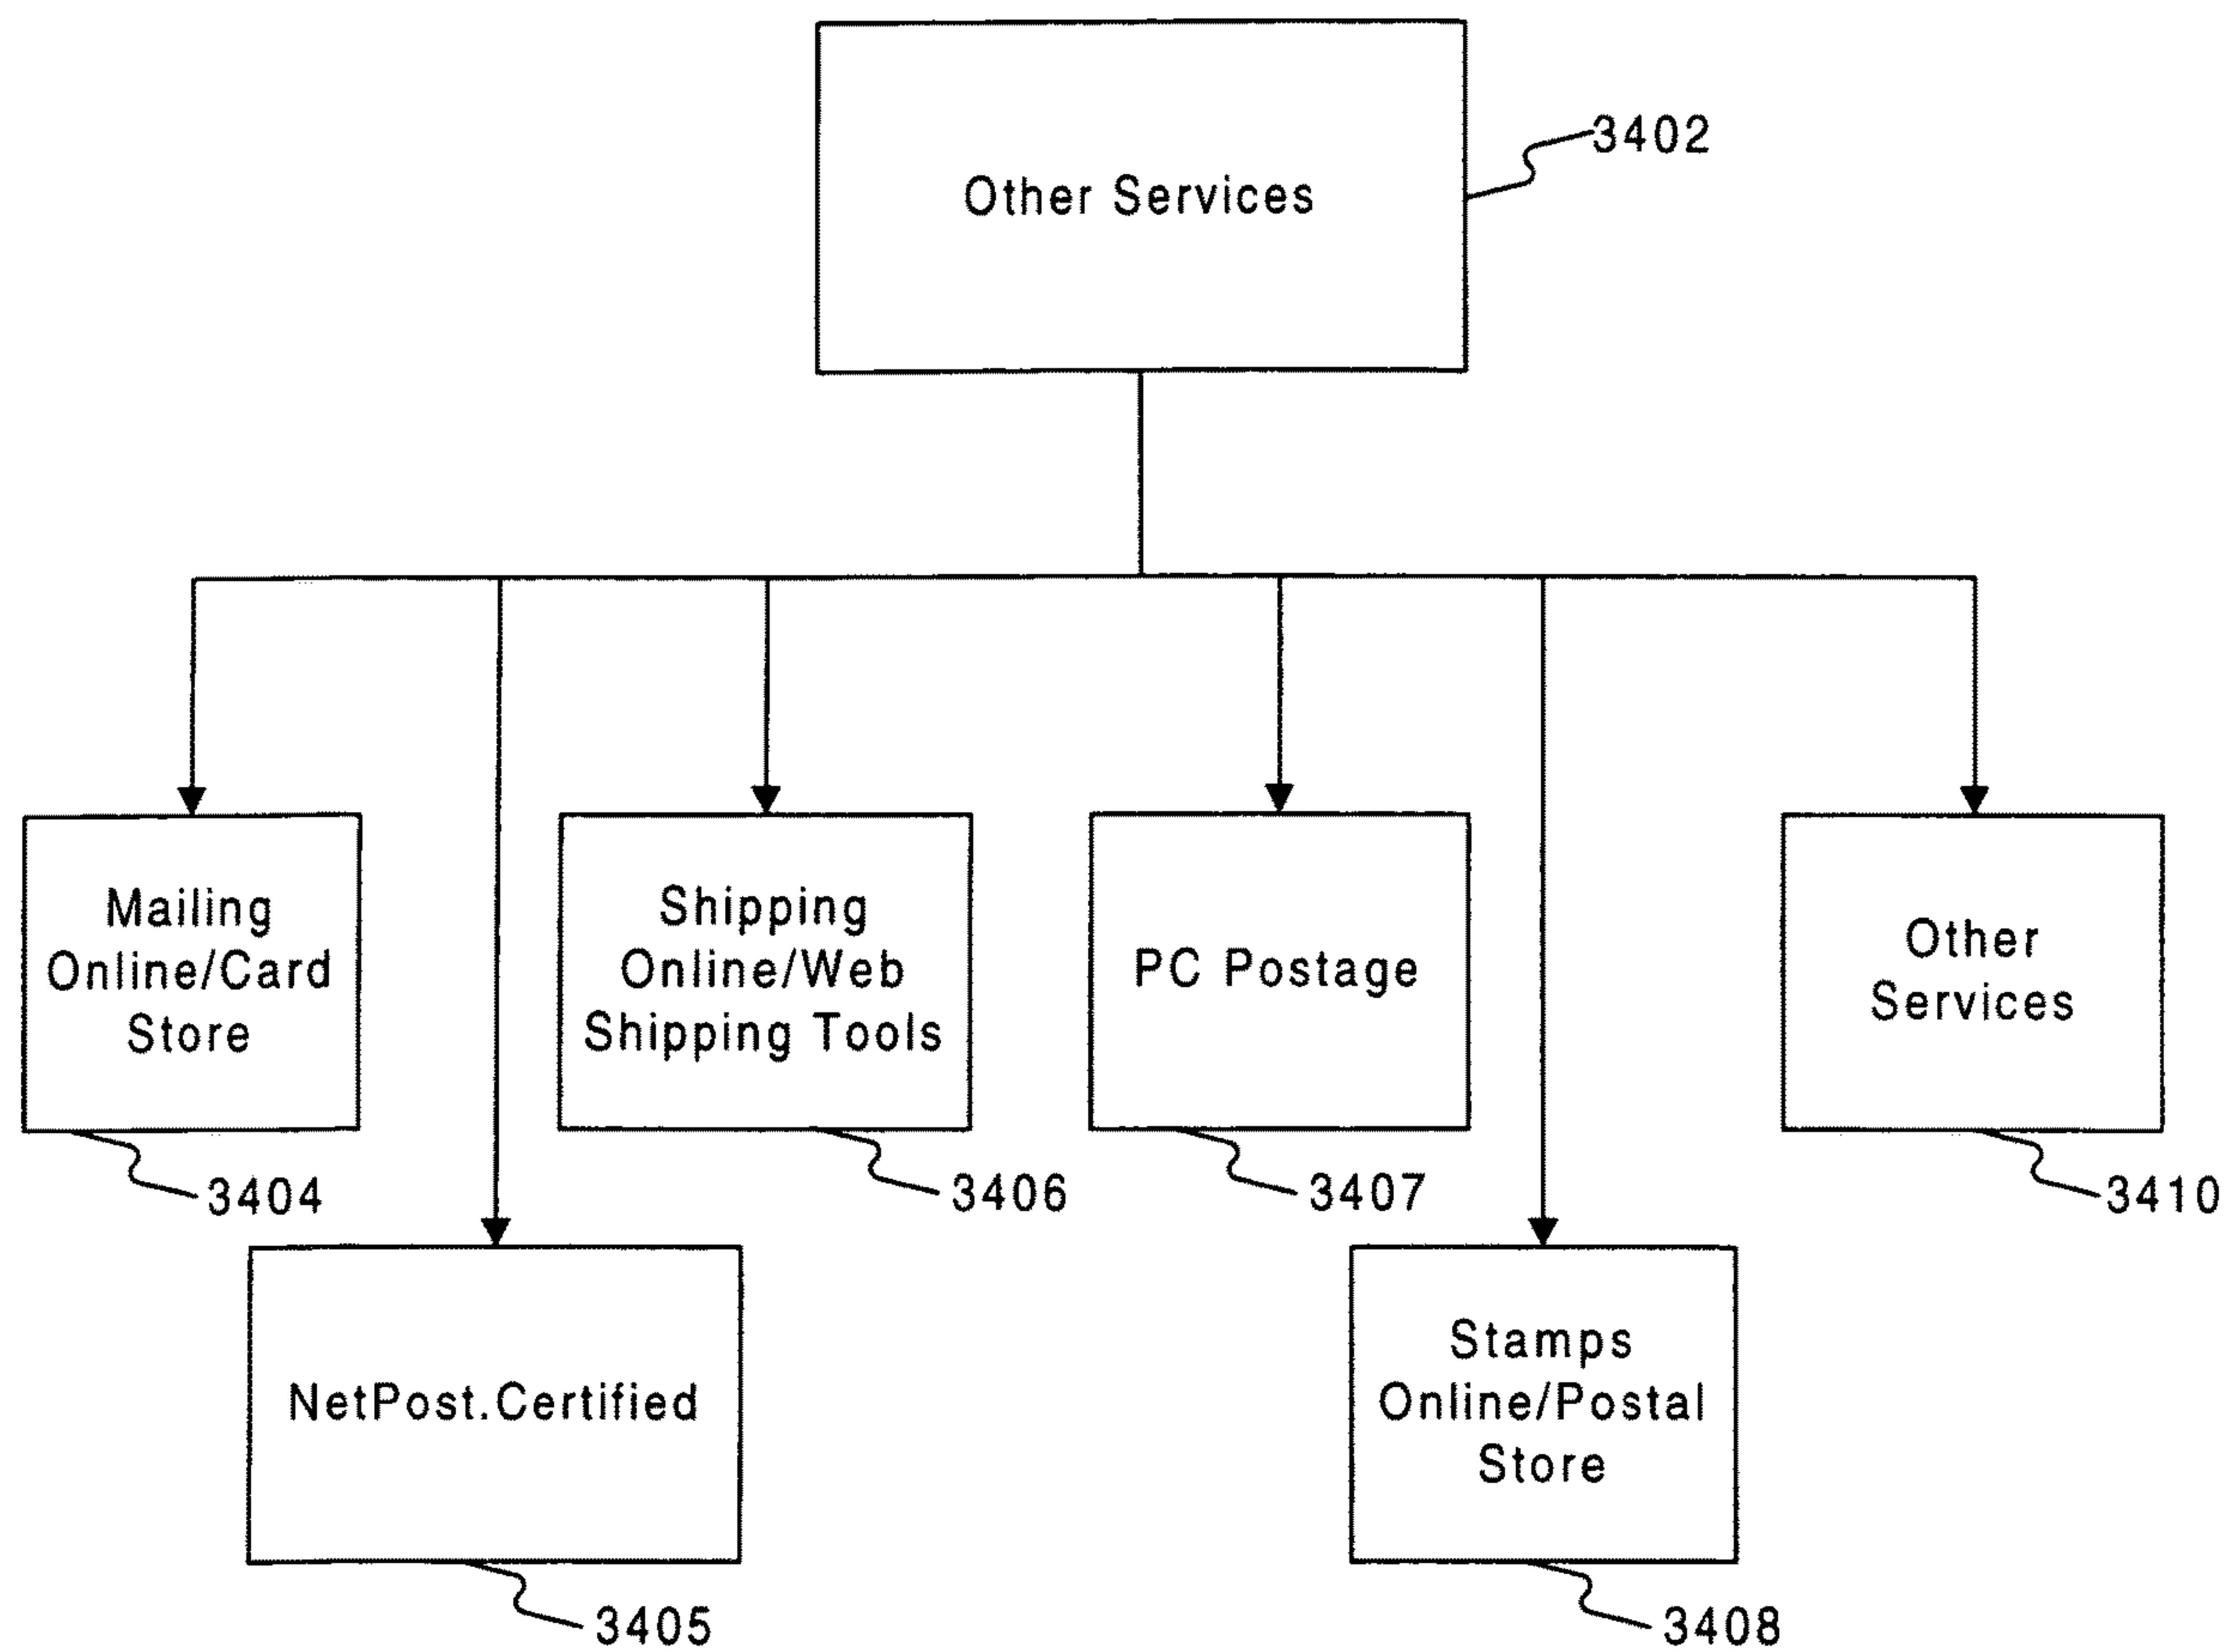 Other Services
3402
Mailing
Online/Card
Store
3404
Shipping
Online/Web
Shipping Tools
3406
PC Postage
3407
Other
Services
3410
NetPost.Certified
3405
Stamps
Online/Postal
Store
3408